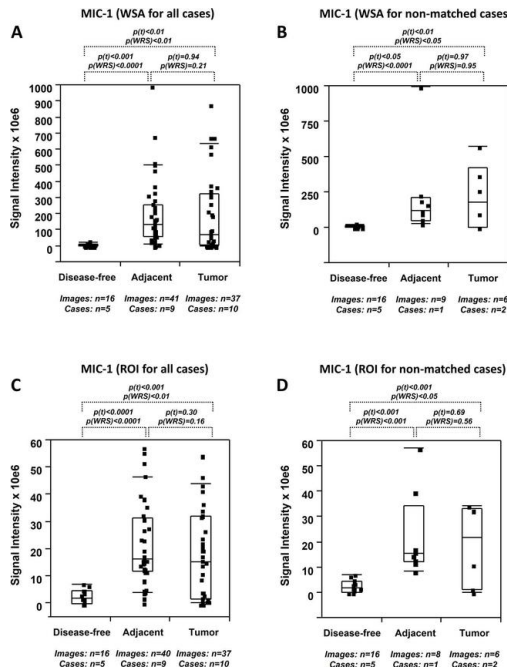 A
MIC-1 (WSA for all cases)
p(t)<0.01
p(WRS)<0.01
p(t)<0.001 p(t)=0.94
p(WRS)<0.0001 p(WRS)=0.21
Signal Intensity x 10e6
1000
900
800
700
600
500
400
300
200
100
0
Disease-free Adjacent Tumor
Images: n=16 Images: n=41 Images: n=37
Cases: n=5 Cases: n=9 Cases: n=10
B
MIC-1 (WSA for non-matched cases
p(t)<0.01
p(WRS)<0.05
p(t)<0.05 p(t)=0.97
p(WRS)<0.0001 p(WRS)=0.95
Signal Intensity x 10e6
1000
750
500
250
0
Disease-free Adjacent Tumor
Images: n=16 Images: n=9 Images: n=6
Cases: n=5 Cases: n=1 Cases: n=2
C
MIC-1 (ROI for all cases)
p(t)<0.001
p(WRS)<0.01
p(t)<0.0001 p(t)=0.30
p(WRS)<0.0001 p(WRS)=0.16
Signal Intensity x 10e6
60
50
40
30
20
10
0
Disease-free Adjacent Tumor
Images: n=16 Images: n=40 Images: n=37
Cases: n=5 Cases: n=9 Cases: n=10
D
MIC-1 (ROI for non-matched cases)
p(t)<0.001
p(WRS)<0.05
p(t)<0.001 p(t)=0.69
p(WRS)<0.001 p(WRS)=0.56
Signal Intensity x 10e6
60
50
40
30
20
10
0
Disease-free Adjacent Tumor
Images: n=16 Images: n=8 Images: n=6
Cases: n=5 Cases: n=1 Cases: n=2